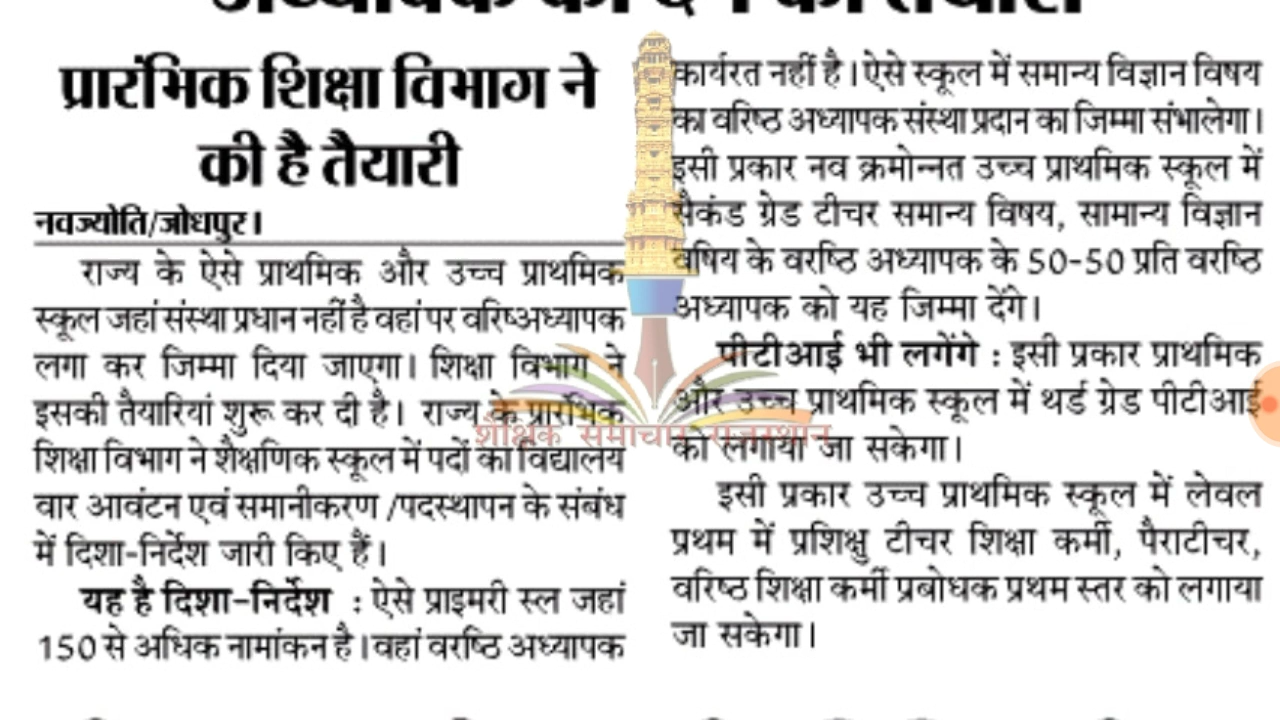 प्रारंभिक शिक्षा विभाग ने
की है तैयारी
नवज्योति/जोधपुर।
राज्य के ऐसे प्राथमिक और उच्च प्राथमिक
स्कूल जहां संस्था प्रधान नहीं है वहां पर वरिष्अध्यापक
लगा कर जिम्मा दिया जाएगा। शिक्षा विभाग ने
इसकी तैयारियां शुरू कर दी है। राज्य के प्रारंभिक
शिक्षा विभाग ने शैक्षणिक स्कूल में पदों का विद्यालय
वार आवंटन एवं समानीकरण /पदस्थापन के संबंध
में दिशा-निर्देश जारी किए हैं।
यह है दिशा-निर्देश : ऐसे प्राइमरी स्ल जहां
150 से अधिक नामांकन है। वहां वरष्ठि अध्यापक
कार्यरत नहीं है। ऐसे स्कूल में समान्य विज्ञान विषय
का वरिष्ठ अध्यापक संस्था प्रदान का जिम्मा संभालेगा।
इसी प्रकार नव क्रमोन्नत उच्च प्राथमिक स्कूल में
सैकंड ग्रेड टीचर समान्य विषय, सामान्य विज्ञान
वषिय के वरष्ठि अध्यापक के 50-50 प्रति वरष्ठि
अध्यापक को यह जिम्मा देंगे।
पीटीआई भी लगेंगे : इसी प्रकार प्राथमिक
और उच्च प्राथमिक स्कूल में थर्ड ग्रेड पीटीआई
को लगाया जा सकेगा।
इसी प्रकार उच्च प्राथमिक स्कूल में लेवल
प्रथम में प्रशिक्षु टीचर शिक्षा कर्मी, पैराटीचर,
वरिष्ठ शिक्षा कर्मी प्रबोधक प्रथम स्तर को लगाया
जा सकेगा।
शैक्षिक समाचार राजस्थान